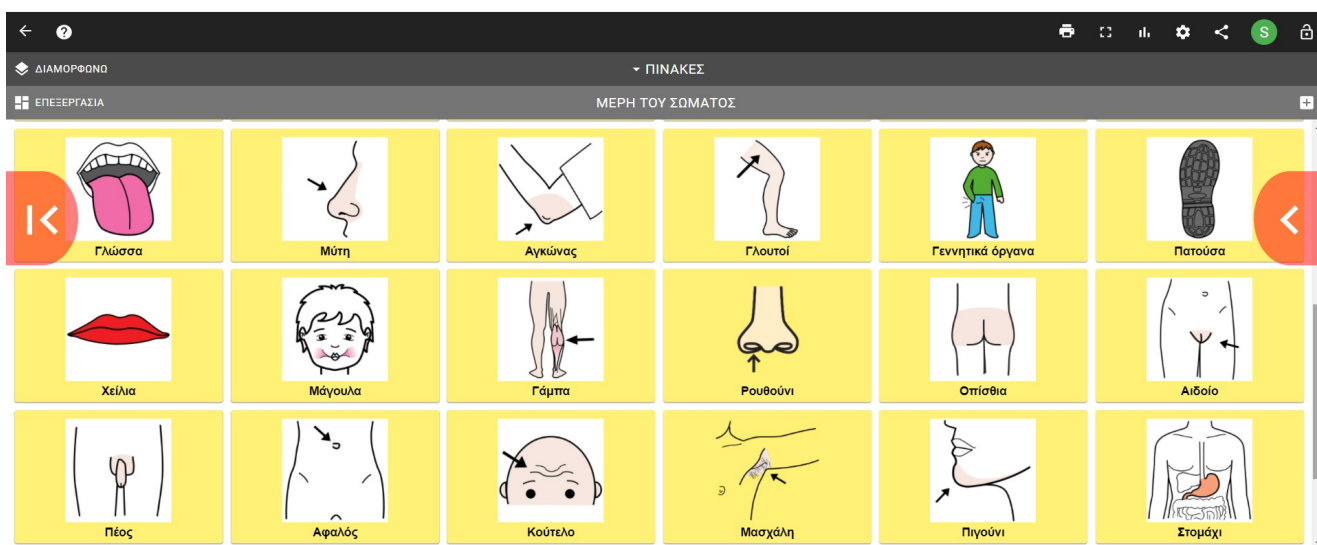 S
ΔΙΑΜΟΡΦΩΝΩ
ΠΙΝΑΚΕΣ
ΕΠΕΞΕΡΓΑΣΙΑ
ΜΕΡΗ ΤΟΥ ΣΩΜΑΤΟΣ
Γλώσσα
Μύτη
Αγκώνας
Γλουτοί
Γεννητικά όργανα
Πατούσα
Χείλια
Μάγουλα
Γάμπα
Ρουθούνι
Οπίσθια
Αιδοίο
Πέος
Αφαλός
Κούτελο
Μασχάλη
Πιγούνι
Στομάχι